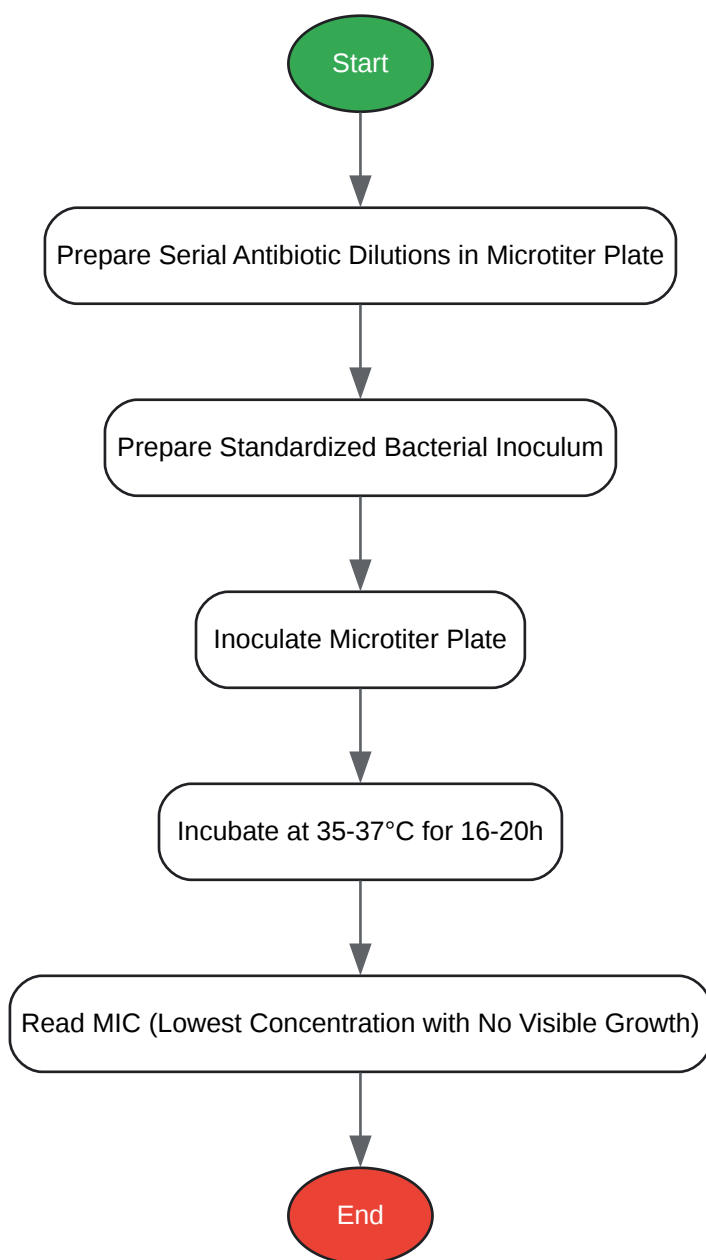 Start
Prepare Serial Antibiotic Dilutions in Microtiter Plate
Prepare Standardized Bacterial Inoculum
Inoculate Microtiter Plate
Incubate at 35-37°C for 16-20h
Read MIC (Lowest Concentration with No Visible Growth)
End